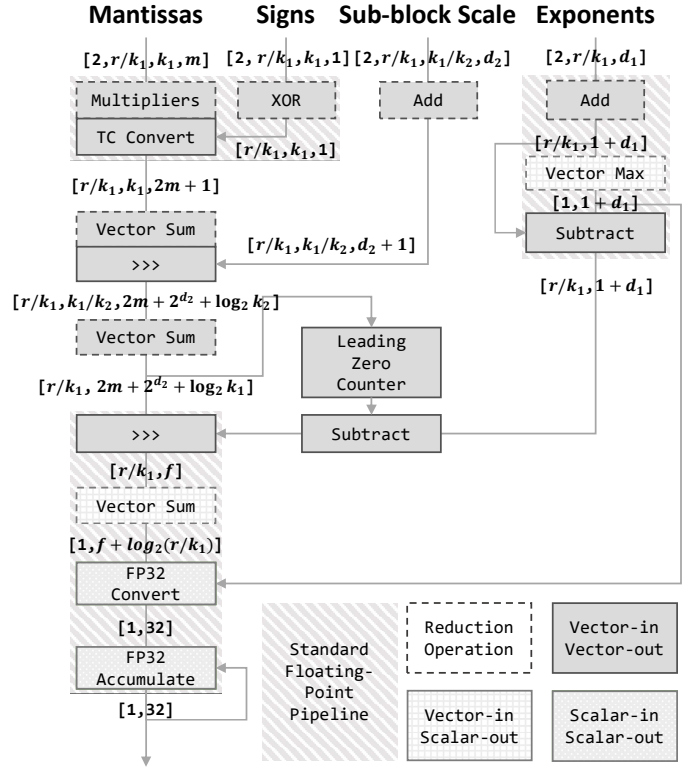 Mantissas Signs Sub-block Scale Exponents
[2, r/k₁, k₁, m] [2, r/k₁, k₁, 1] [2, r/k₁, k₁/k₂, d₂] [2, r/k₁, d₁]
Multipliers XOR Add Add
TC Convert
[r/k₁, k₁, 1] [r/k₁, 1 + d₁]
Vector Max
[r/k₁, k₁, 2m + 1] [1, 1 + d₁]
Vector Sum Subtract
[r/k₁, k₁/k₂, d₂ + 1]
>>>
[r/k₁, 1 + d₁]
[r/k₁, k₁/k₂, 2m + 2^{d₂} + log₂ k₂]
Vector Sum
Leading
Zero
Counter
[r/k₁, 2m + 2^{d₂} + log₂ k₁]
>>> Subtract
[r/k₁, f]
Vector Sum
[1, f + log₂(r/k₁)]
FP32
Convert
[1, 32]
FP32
Accumulate
[1, 32]
Standard
Floating-
Point
Pipeline
Reduction
Operation
Vector-in
Vector-out
Vector-in
Scalar-out
Scalar-in
Scalar-out